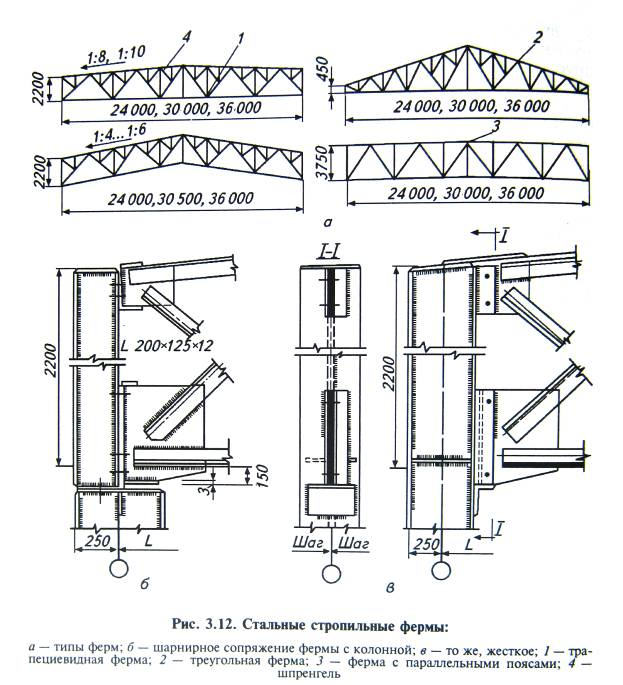 1:8, 1:10
4
1
2
2200
450
24 000, 30 000, 36 000
24 000, 30 000, 36 000
1:4... 1:6
3
2200
3750
24 000,30 500, 36 000
24 000, 30 000, 36 000
а
I-I
I
2200
L 200×125×12
2200
3
150
I
250
L
Шаг
Шаг
250
L
б
в
Рис. 3.12. Стальные стропильные фермы:
а — типы ферм; б — шарнирное сопряжение фермы с колонной; в — то же, жесткое; 1 — тра-
пециевидная ферма; 2 — треугольная ферма; 3 — ферма с параллельными поясами; 4 —
шпренгель